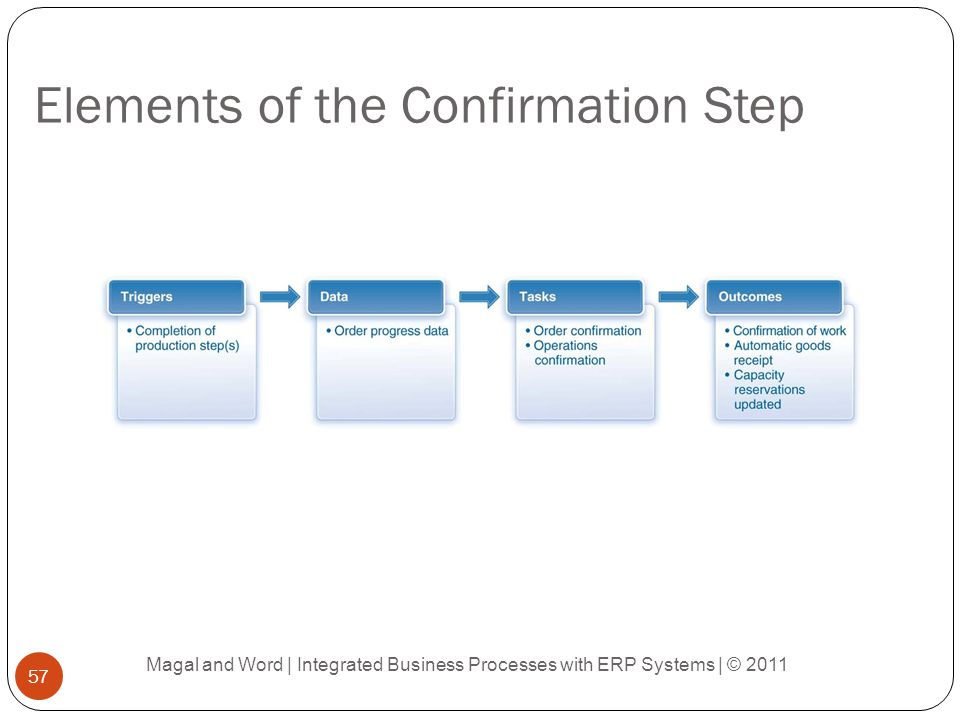 Elements of the Confirmation Step
Triggers
• Completion of
production step(s)
Data
• Order progress data
Tasks
• Order confirmation
• Operations
confirmation
Outcomes
• Confirmation of work
• Automatic goods
receipt
• Capacity
reservations
updated
57
Magal and Word | Integrated Business Processes with ERP Systems | © 2011